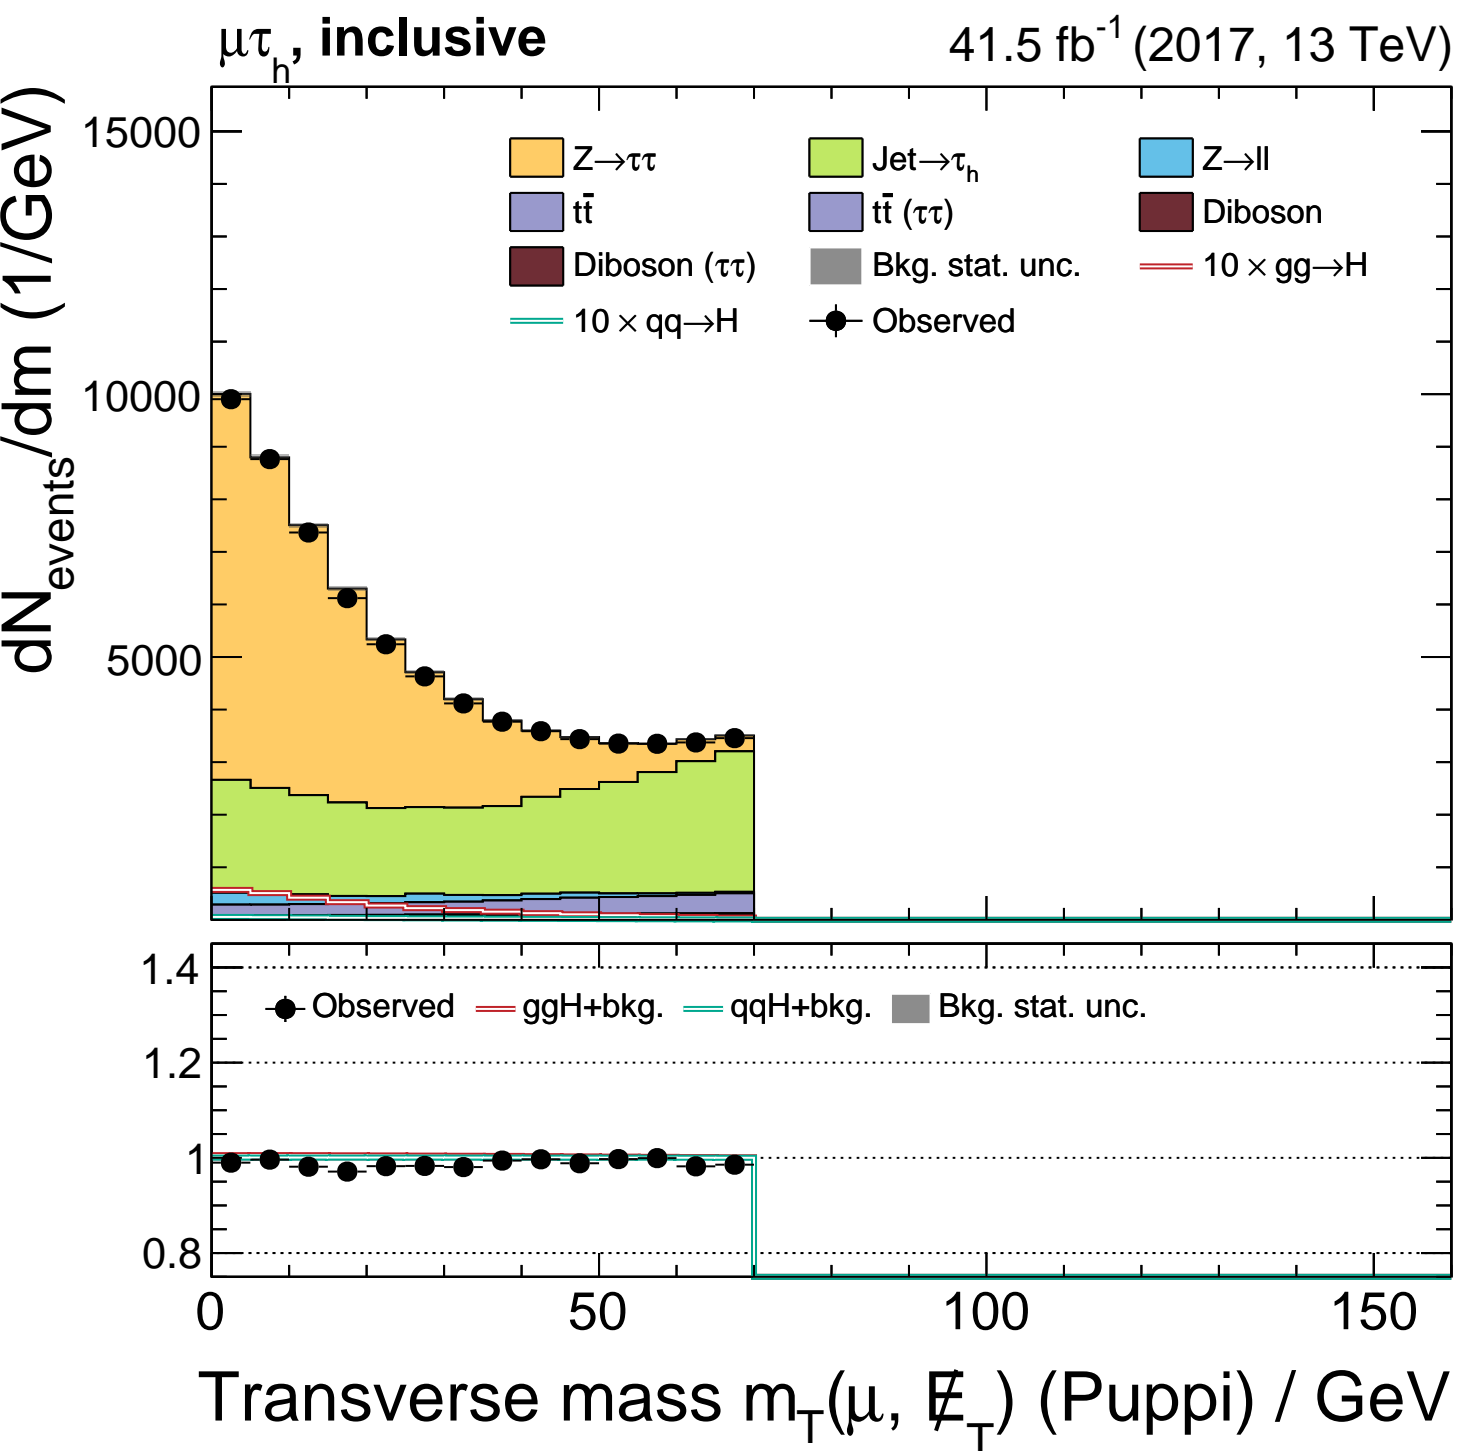 μτh, inclusive 41.5 fb-1 (2017, 13 TeV)
dNevents/dm (1/GeV)
15000
10000
5000
Z→ττ Jet→τh Z→ll
tt̄ tt̄ (ττ) Diboson
Diboson (ττ) Bkg. stat. unc. 10 × gg→H
10 × qq→H Observed
1.4
1.2
1
0.8
Observed ggH+bkg. qqH+bkg. Bkg. stat. unc.
0 50 100 150
Transverse mass mT(μ, E̸T) (Puppi) / GeV